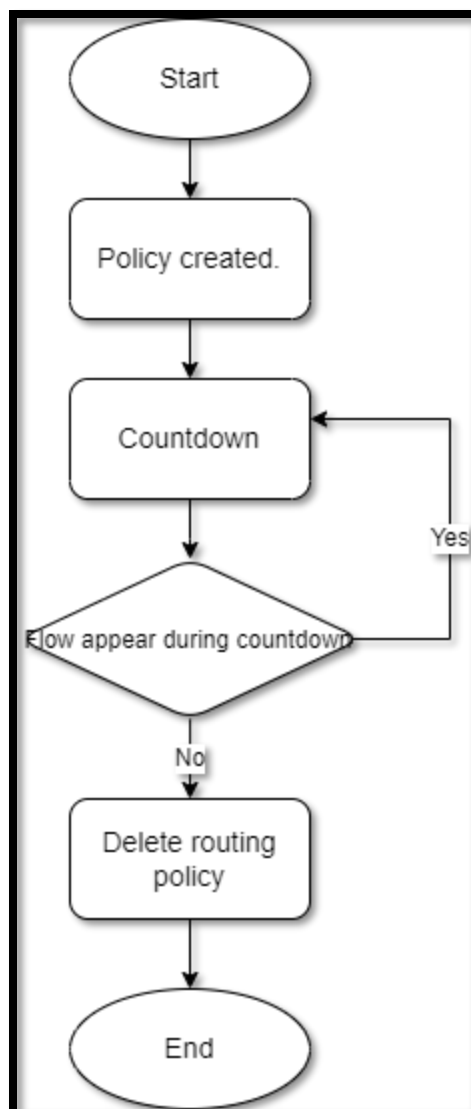 Start
Policy created.
Countdown
Yes
Flow appear during countdown
No
Delete routing
policy
End